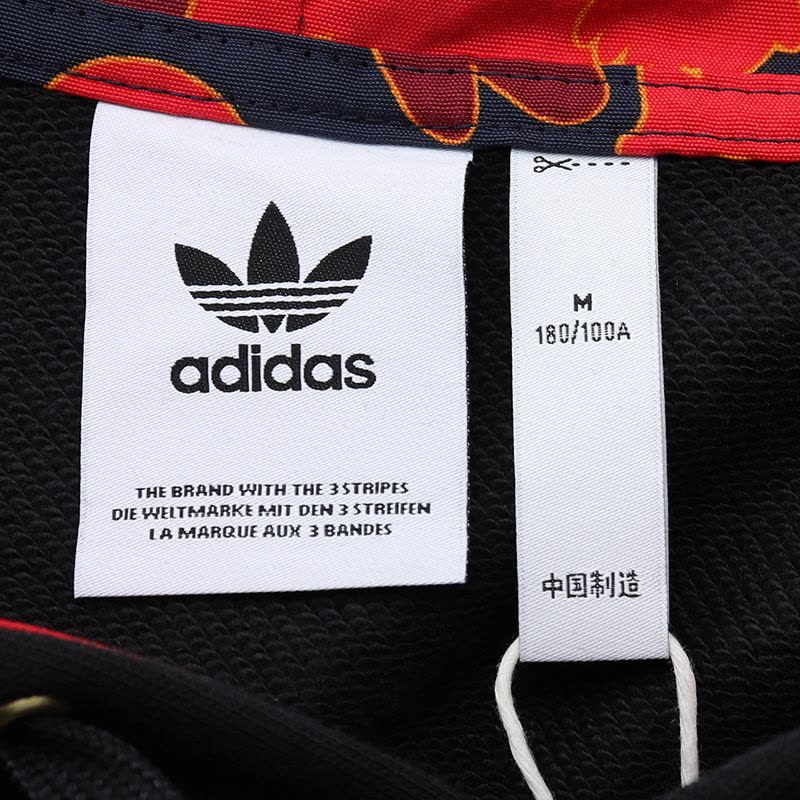 adidas
THE BRAND WITH THE 3 STRIPES
DIE WELTMARKE MIT DEN 3 STREIFEN
LA MARQUE AUX 3 BANDES
M
180/100A
中国制造